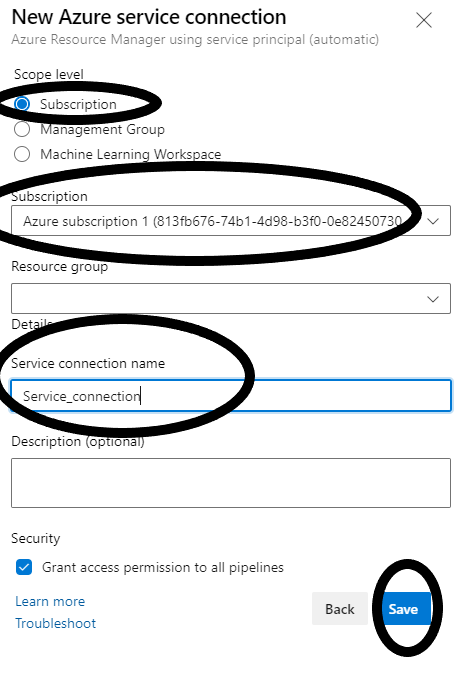 New Azure service connection
Azure Resource Manager using service principal (automatic)
Scope level
Subscription
Management Group
Machine Learning Workspace
Subscription
Azure subscription 1 (813fb676-74b1-4d98-b3f0-0e82450730
Resource group
Details
Service connection name
Service_connection
Description (optional)
Security
Grant access permission to all pipelines
Learn more
Back Save
Troubleshoot